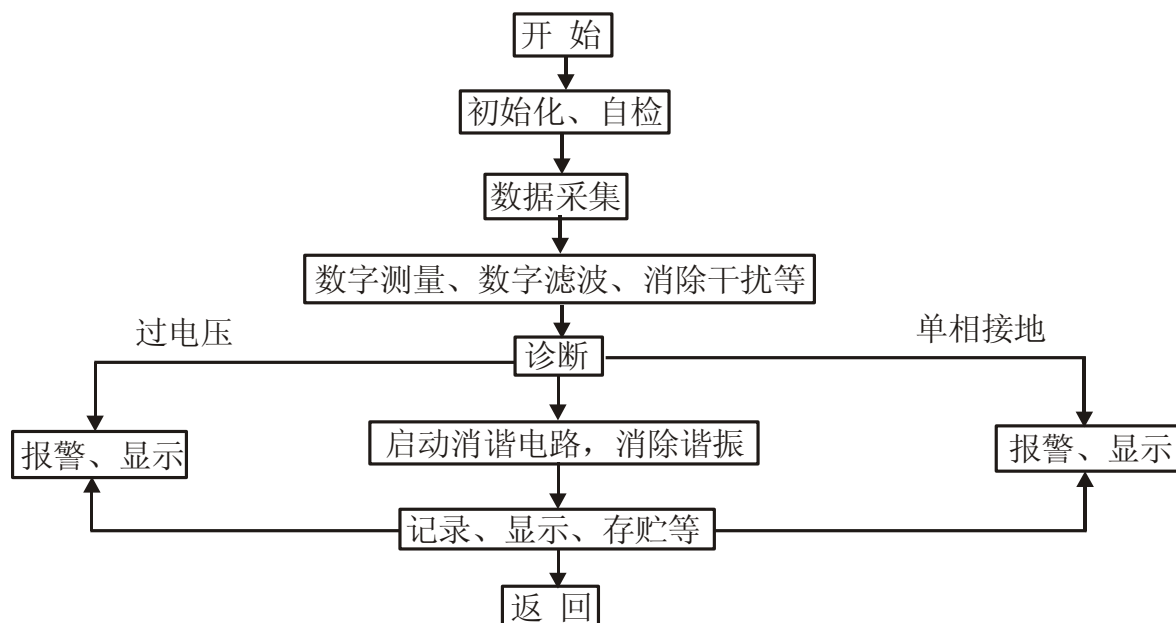 开 始
初始化、自检
数据采集
数字测量、数字滤波、消除干扰等
过电压
单相接地
诊断
报警、显示
启动消谐电路，消除谐振
报警、显示
记录、显示、存贮等
返 回